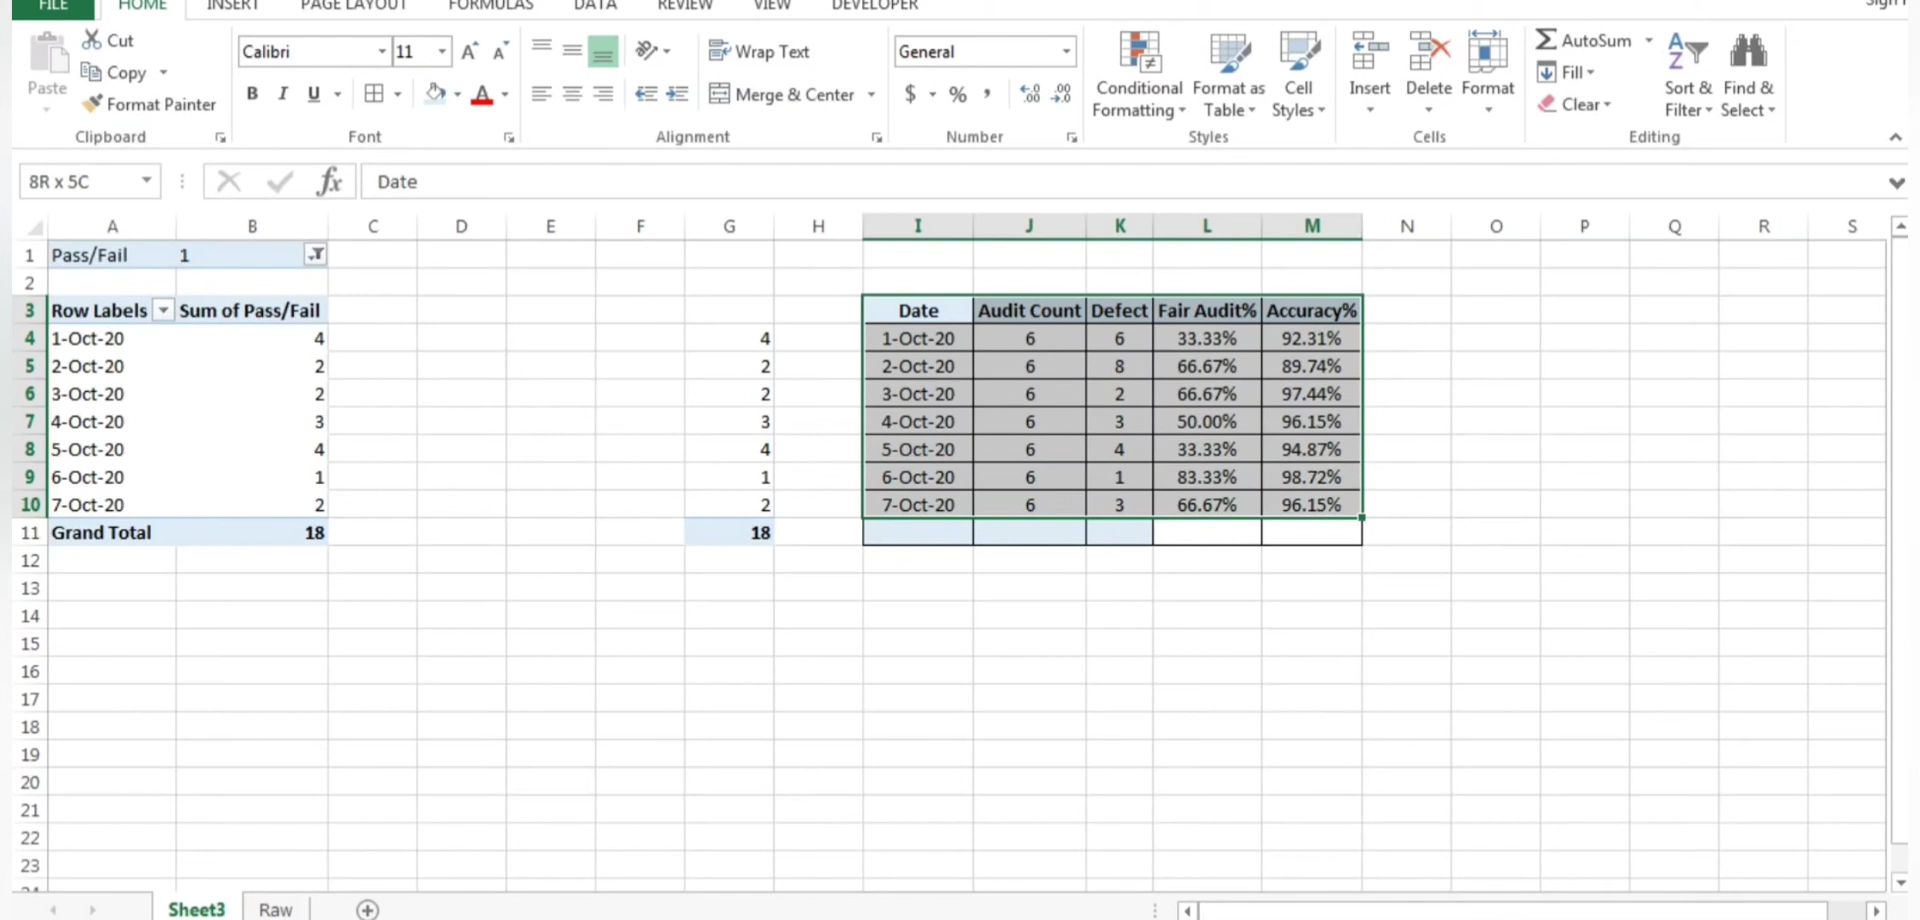 FILE HOME INSERT PAGE LAYOUT FORMULAS DATA REVIEW VIEW DEVELOPER Sign
Cut
Copy
Format Painter
Paste
Clipboard
Calibri 11
B I U
Font
Wrap Text
Merge & Center
Alignment
General
$ % ,
Number
Conditional Formatting
Format as Table
Cell Styles
Styles
Insert Delete Format
Cells
AutoSum
Fill
Clear
Sort & Filter
Find & Select
Editing
8R x 5C fx Date
A B C D E F G H I J K L M N O P Q R S
1 Pass/Fail 1
2
3 Row Labels Sum of Pass/Fail Date Audit Count Defect Fair Audit% Accuracy%
4 1-Oct-20 4 4 1-Oct-20 6 6 33.33% 92.31%
5 2-Oct-20 2 2 2-Oct-20 6 8 66.67% 89.74%
6 3-Oct-20 2 2 3-Oct-20 6 2 66.67% 97.44%
7 4-Oct-20 3 3 4-Oct-20 6 3 50.00% 96.15%
8 5-Oct-20 4 4 5-Oct-20 6 4 33.33% 94.87%
9 6-Oct-20 1 1 6-Oct-20 6 1 83.33% 98.72%
10 7-Oct-20 2 2 7-Oct-20 6 3 66.67% 96.15%
11 Grand Total 18 18
12
13
14
15
16
17
18
19
20
21
22
23
Sheet3 Raw